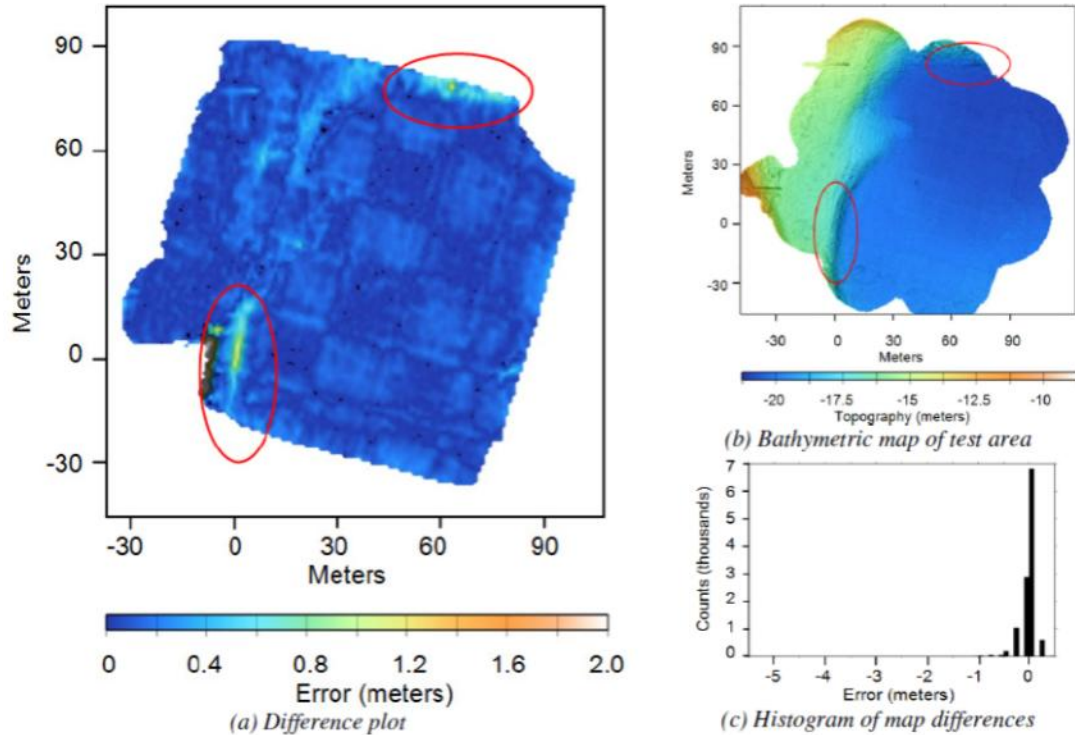 90
60
30
0
-30
Meters
-30 0 30 60 90
Meters
0 0.4 0.8 1.2 1.6 2.0
Error (meters)
(a) Difference plot
90
60
30
0
-30
Meters
-30 0 30 60 90
Meters
-20 -17.5 -15 -12.5 -10
Topography (meters)
(b) Bathymetric map of test area
7
6
5
4
3
2
1
0
Counts (thousands)
-5 -4 -3 -2 -1 0
Error (meters)
(c) Histogram of map differences